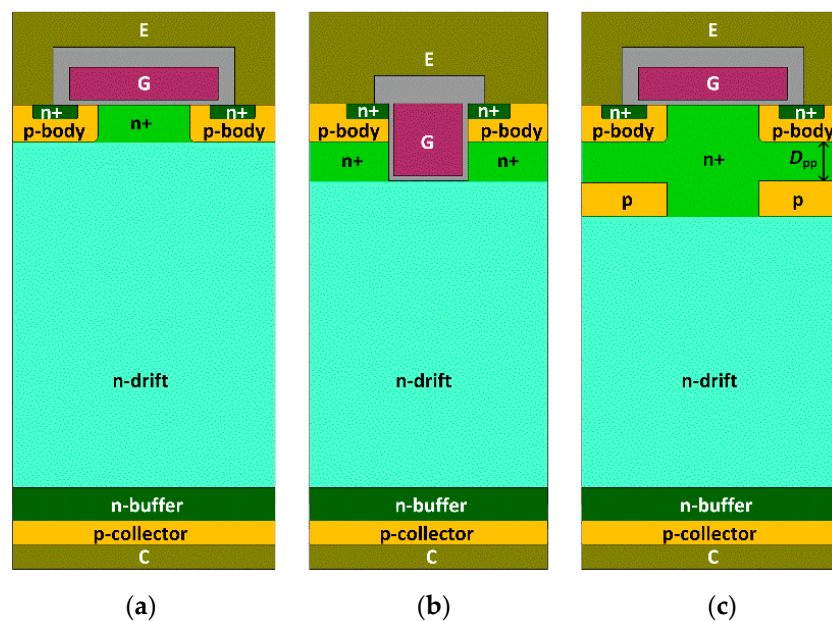 E
G
n+
n+
n+
p-body
p-body
n-drift
n-buffer
p-collector
C
(a)
E
n+
n+
p-body
G
p-body
n+
n+
n-drift
n-buffer
p-collector
C
(b)
E
G
n+
n+
p-body
p-body
n+
Dpp
p
p
n-drift
n-buffer
p-collector
C
(c)